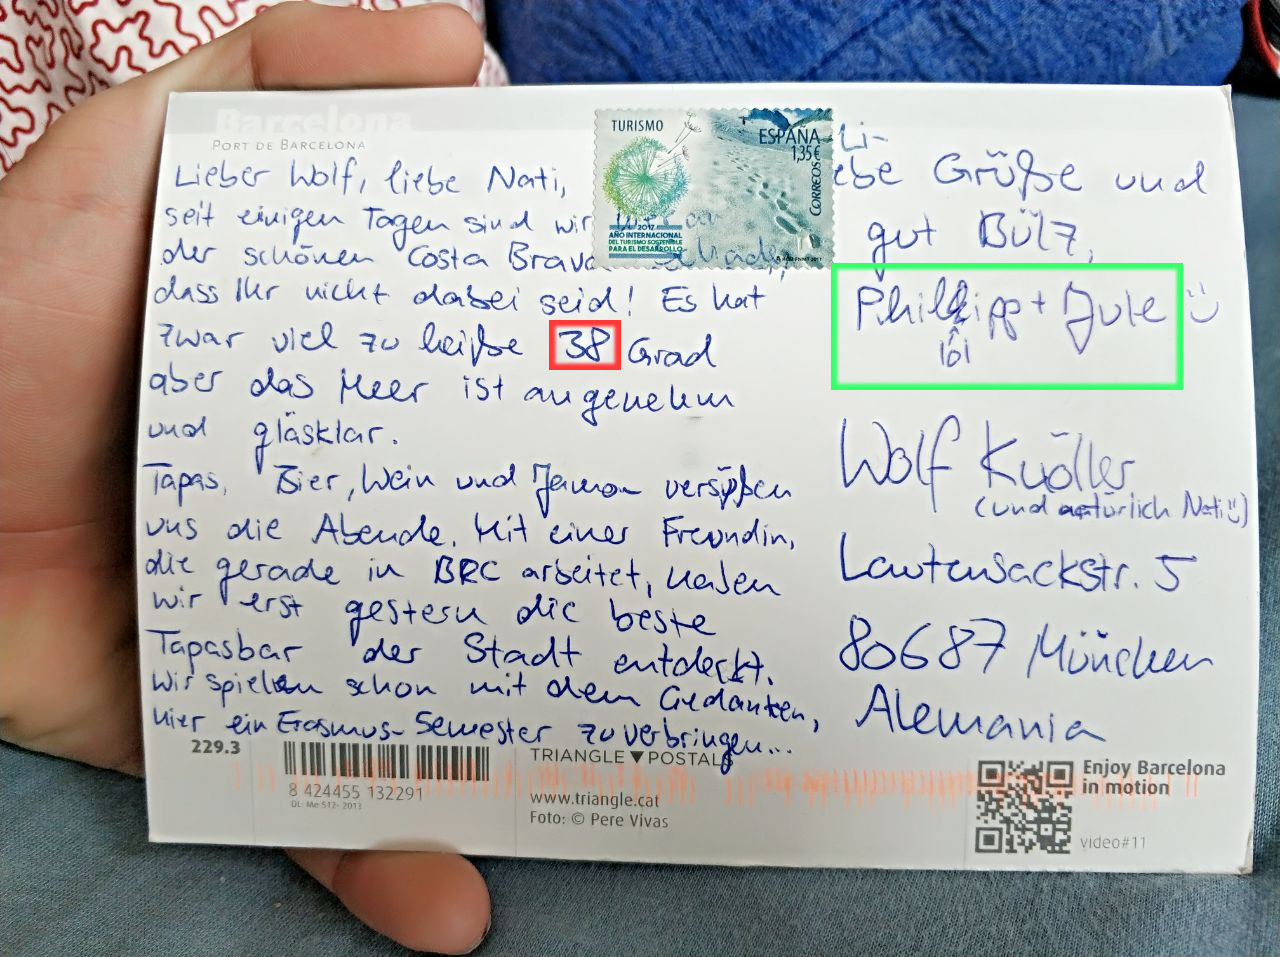 Barcelona
PORT DE BARCELONA
Lieber Wolf, liebe Nati,
seit einigen Tagen sind wir hier an
der schönen Costa Brava. Schade,
dass Ihr nicht dabei seid! Es hat
zwar viel zu heiße 38 Grad
aber das Meer ist angenehm
und gläsklar.
Tapas, Bier, Wein und Jamon versüßen
uns die Abende. Mit einer Freundin,
die gerade in BRC arbeitet, haben
wir erst gestern die beste
Tapasbar der Stadt entdeckt.
Wir spielen schon mit dem Gedanken,
hier ein Erasmus-Semester zu verbringen...
TURISMO
ESPAÑA
1,35€
CORREOS
2017
AÑO INTERNACIONAL
DEL TURISMO SOSTENIBLE
PARA EL DESARROLLO
Li-
ebe Grüße und
gut Bülz,
Philipp + Jule
lol
Wolf Knöller
(und natürlich Nati)
Lautensackstr. 5
80687 München
Alemania
229.3
8 424455 132291
DL: Me 512- 2013
TRIANGLE POSTALS
www.triangle.cat
Foto: © Pere Vivas
Enjoy Barcelona
in motion
video#11